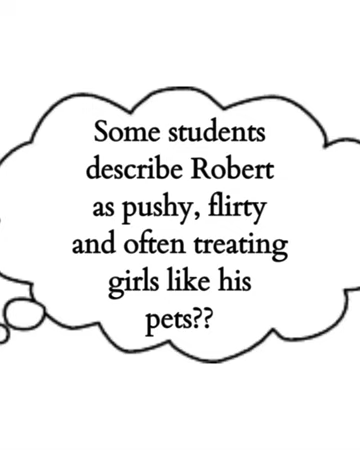 Some students
describe Robert
as pushy, flirty
and often treating
girls like his
pets??